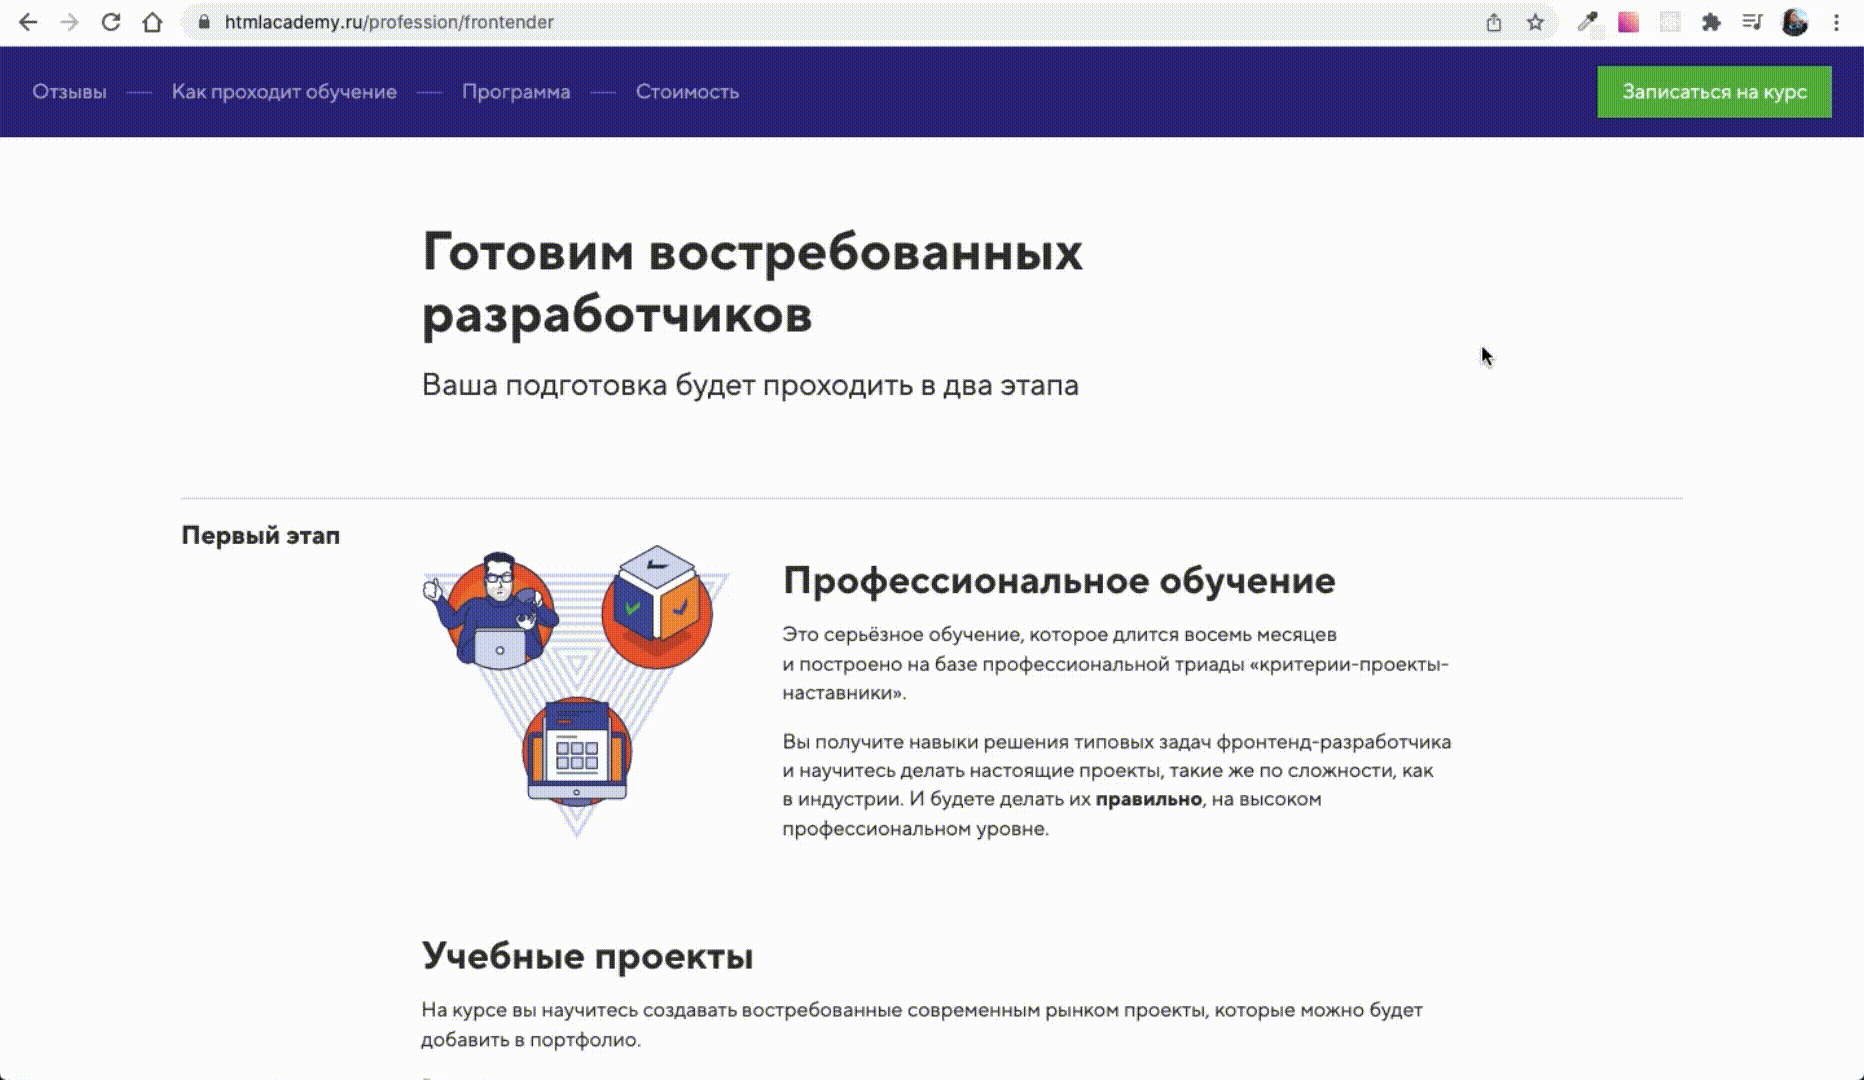 htmlacademy.ru/profession/frontender
Отзывы — Как проходит обучение — Программа — Стоимость
Записаться на курс
Готовим востребованных
разработчиков
Ваша подготовка будет проходить в два этапа
Первый этап
Профессиональное обучение
Это серьёзное обучение, которое длится восемь месяцев
и построено на базе профессиональной триады «критерии-проекты-
наставники».
Вы получите навыки решения типовых задач фронтенд-разработчика
и научитесь делать настоящие проекты, такие же по сложности, как
в индустрии. И будете делать их правильно, на высоком
профессиональном уровне.
Учебные проекты
На курсе вы научитесь создавать востребованные современным рынком проекты, которые можно будет
добавить в портфолио.